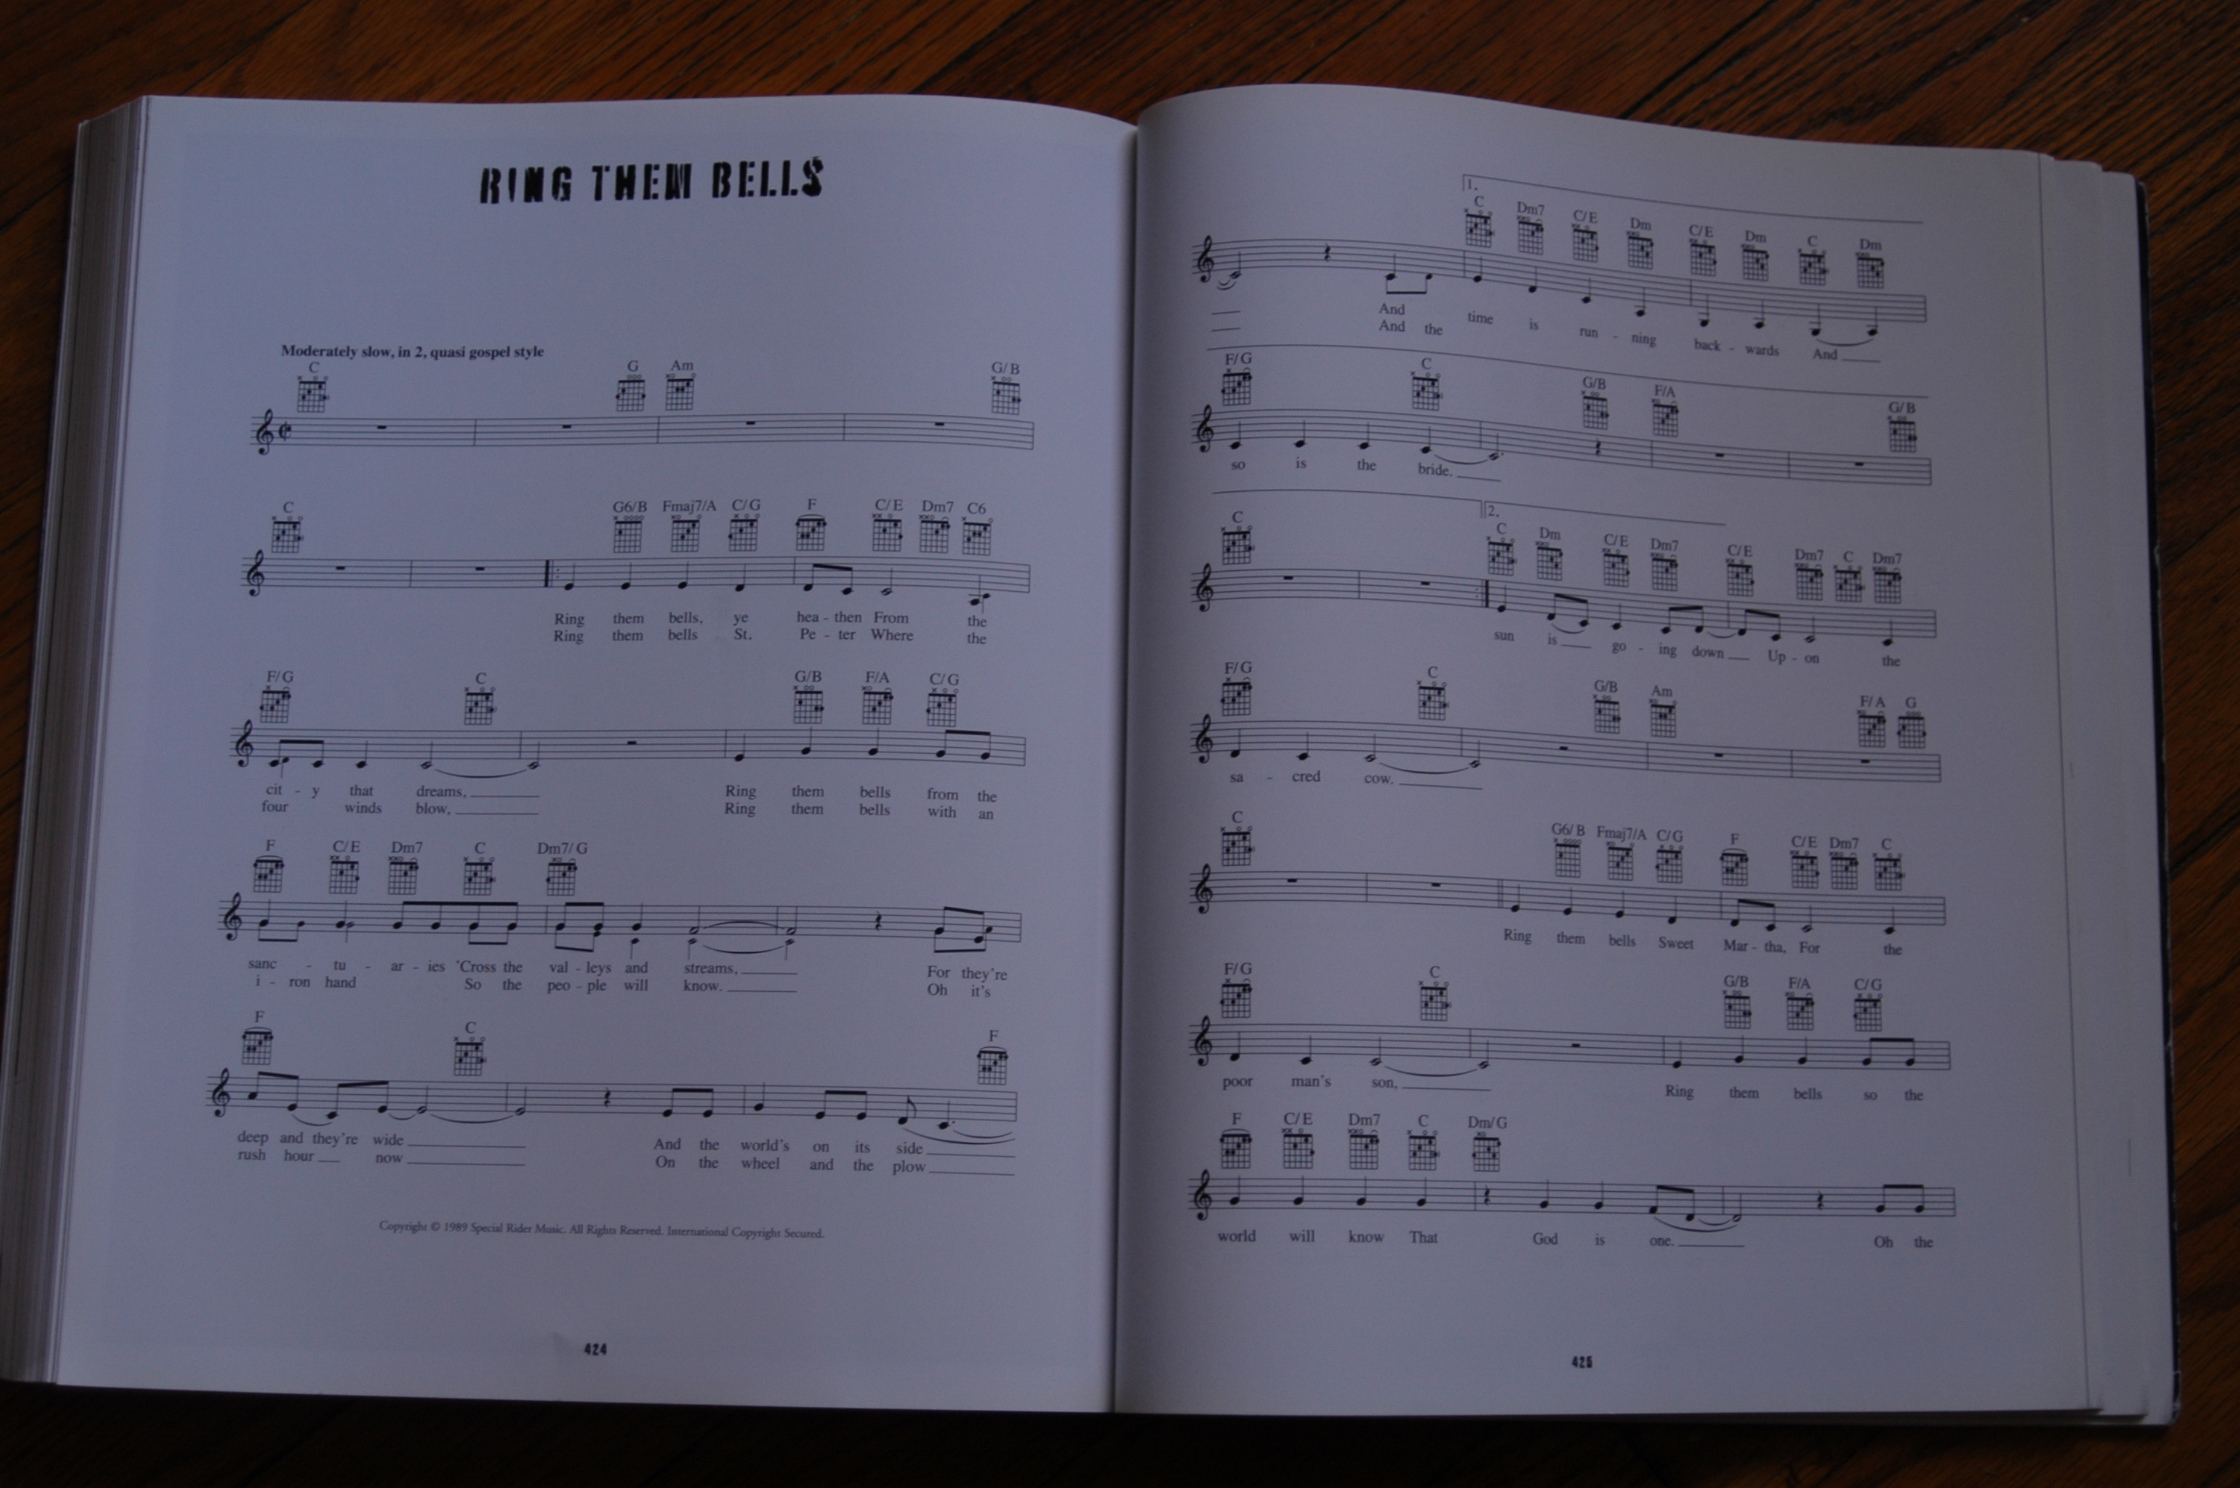 RING THEM BELLS
Moderately slow, in 2, quasi gospel style
C G Am G/B
C G6/B Fmaj7/A C/G F C/E Dm7 C6
Ring them bells, ye hea - then From the
Ring them bells St. Pe - ter Where the
F/G C G/B F/A C/G
cit - y that dreams, Ring them bells from the
four winds blow, Ring them bells with an
F C/E Dm7 C Dm7/G
sanc - tu - ar - ies 'Cross the val - leys and streams, For they're
i - ron hand So the peo - ple will know. Oh it's
F C F
deep and they're wide And the world's on its side
rush hour now On the wheel and the plow
Copyright © 1989 Special Rider Music. All Rights Reserved. International Copyright Secured.
424
1.
C Dm7 C/E Dm C/E Dm C Dm
And time is run - ning back - wards And
And the
F/G C G/B F/A G/B
so is the bride.
C 2. C Dm C/E Dm7 C/E Dm7 C Dm7
sun is go - ing down Up - on the
F/G C G/B Am F/A G
sa - cred cow.
C G6/B Fmaj7/A C/G F C/E Dm7 C
Ring them bells Sweet Mar - tha, For the
F/G C G/B F/A C/G
poor man's son, Ring them bells so the
F C/E Dm7 C Dm/G
world will know That God is one. Oh the
425